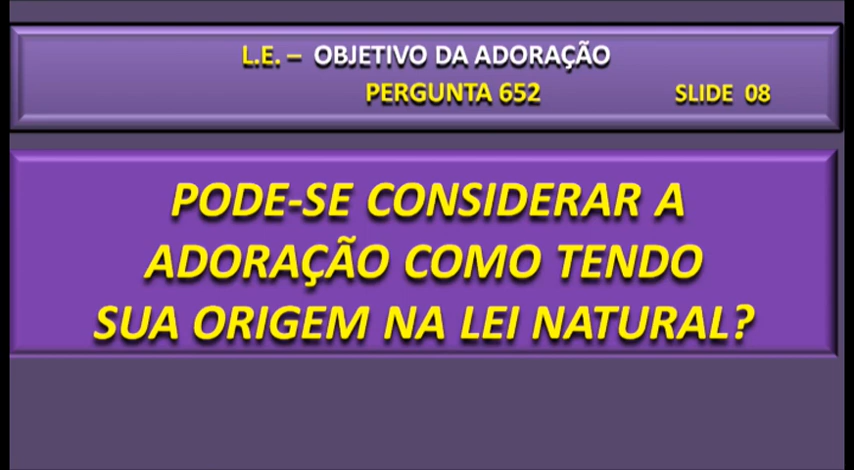 L.E. – OBJETIVO DA ADORAÇÃO
PERGUNTA 652 SLIDE 08
PODE-SE CONSIDERAR A
ADORAÇÃO COMO TENDO
SUA ORIGEM NA LEI NATURAL?